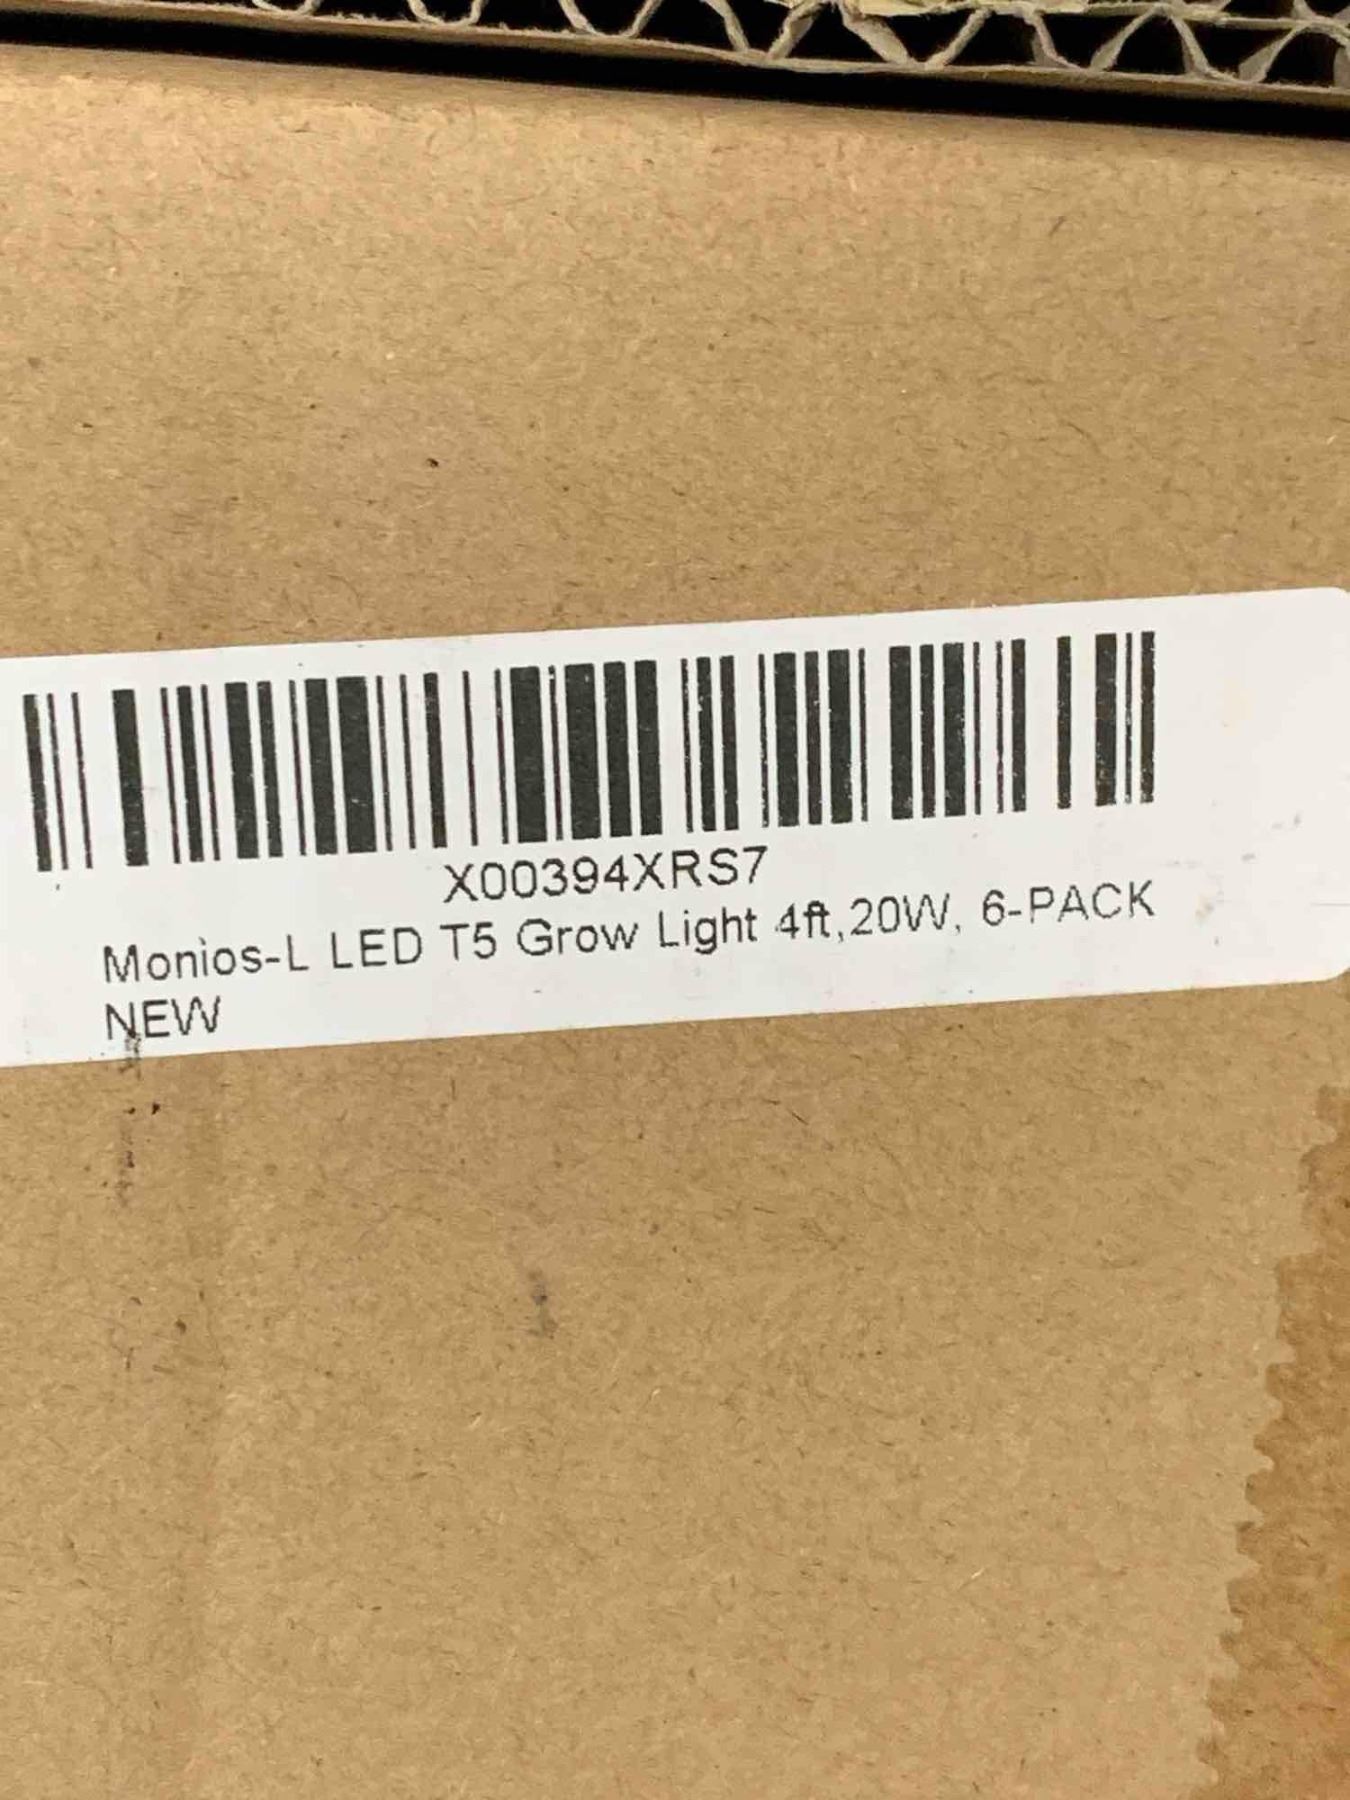 X00394XRS7
Monios-L LED T5 Grow Light 4ft,20W, 6-PACK
NEW